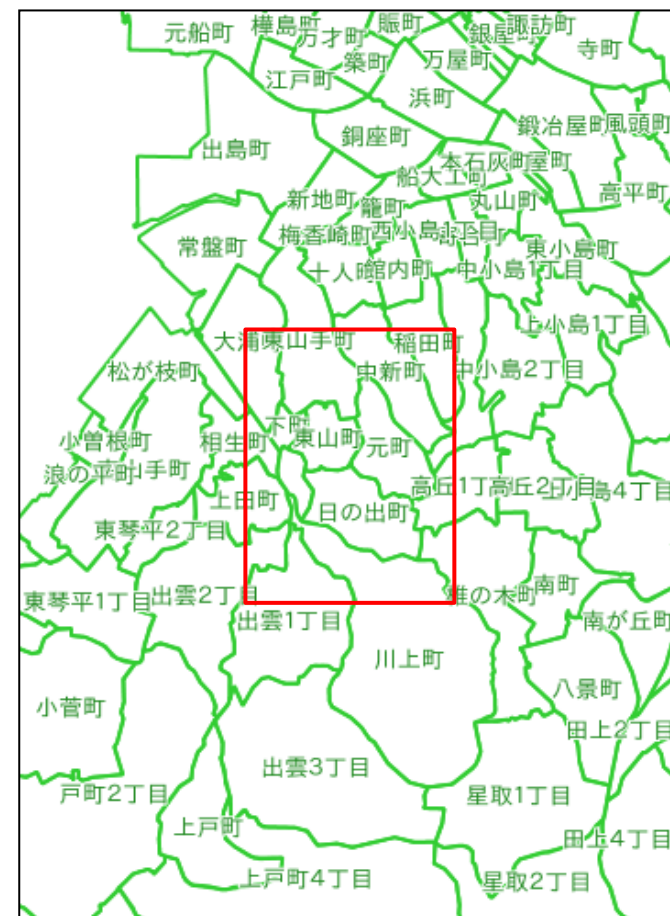 元船町
樺島町
万才町
賑町
銀屋町
諏訪町
寺町
築町
万屋町
江戸町
浜町
銅座町
鍛冶屋町
風頭町
出島町
本石灰町
船大工町
丸山町
高平町
新地町
籠町
梅香崎町
西小島1丁目
常盤町
東小島町
十人町
館内町
中小島1丁目
上小島1丁目
大浦町
東山手町
稲田町
松が枝町
中新町
中小島2丁目
下町
小曽根町
相生町
東山町
元町
浪の平町
高丘1丁目
高丘2丁目
上田町
日の出町
東琴平2丁目
東琴平1丁目
出雲2丁目
椎の木町
南町
出雲1丁目
南が丘町
川上町
小菅町
八景町
田上2丁目
出雲3丁目
戸町2丁目
星取1丁目
上戸町
田上4丁目
上戸町4丁目
星取2丁目